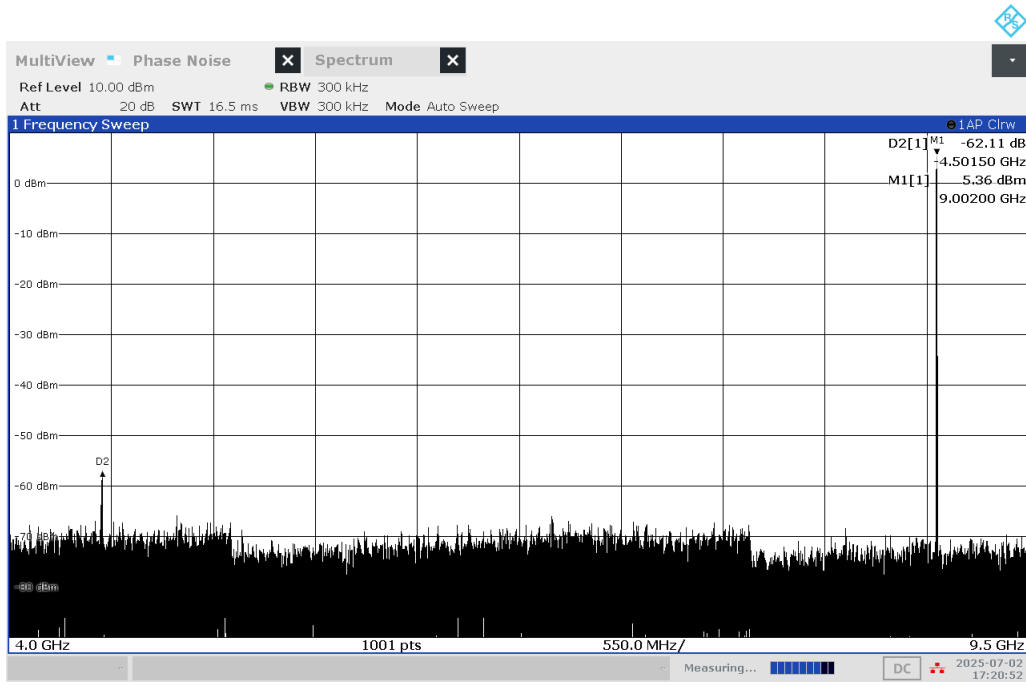 R&S
MultiView Phase Noise Spectrum
Ref Level 10.00 dBm RBW 300 kHz
Att 20 dB SWT 16.5 ms VBW 300 kHz Mode Auto Sweep
1 Frequency Sweep 1AP Clrw
D2[1] -62.11 dB
-4.50150 GHz
M1[1] 5.36 dBm
9.00200 GHz
M1
0 dBm
-10 dBm
-20 dBm
-30 dBm
-40 dBm
-50 dBm
D2
-60 dBm
-70 dBm
-80 dBm
4.0 GHz 1001 pts 550.0 MHz/ 9.5 GHz
Measuring... DC 2025-07-02
17:20:52